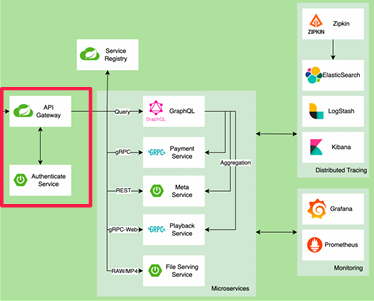 Zipkin
ZIPKIN
Service
Registry
ElasticSearch
API
Gateway
Query
GraphQL
GraphQL
LogStash
gRPC
GRPC
Payment
Service
Kibana
Aggregation
Distributed Tracing
Authenticate
Service
REST
Meta
Service
Grafana
gRPC-Web
GRPC
Playback
Service
Prometheus
RAW/MP4
File Serving
Service
Monitoring
Microservices